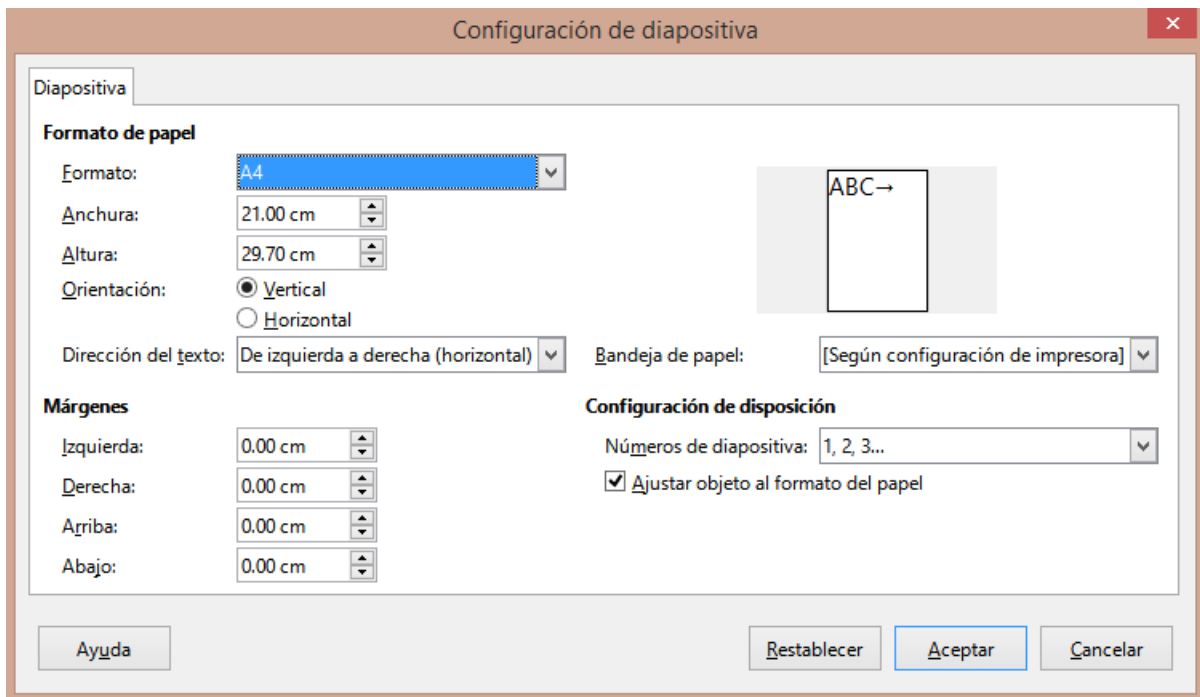 Configuración de diapositiva
Diapositiva
Formato de papel
Formato: A4
Anchura: 21.00 cm
Altura: 29.70 cm
Orientación: Vertical
Horizontal
ABC→
Dirección del texto: De izquierda a derecha (horizontal)
Bandeja de papel: [Según configuración de impresora]
Márgenes
Izquierda: 0.00 cm
Derecha: 0.00 cm
Arriba: 0.00 cm
Abajo: 0.00 cm
Configuración de disposición
Números de diapositiva: 1, 2, 3...
Ajustar objeto al formato del papel
Ayuda
Restablecer
Aceptar
Cancelar